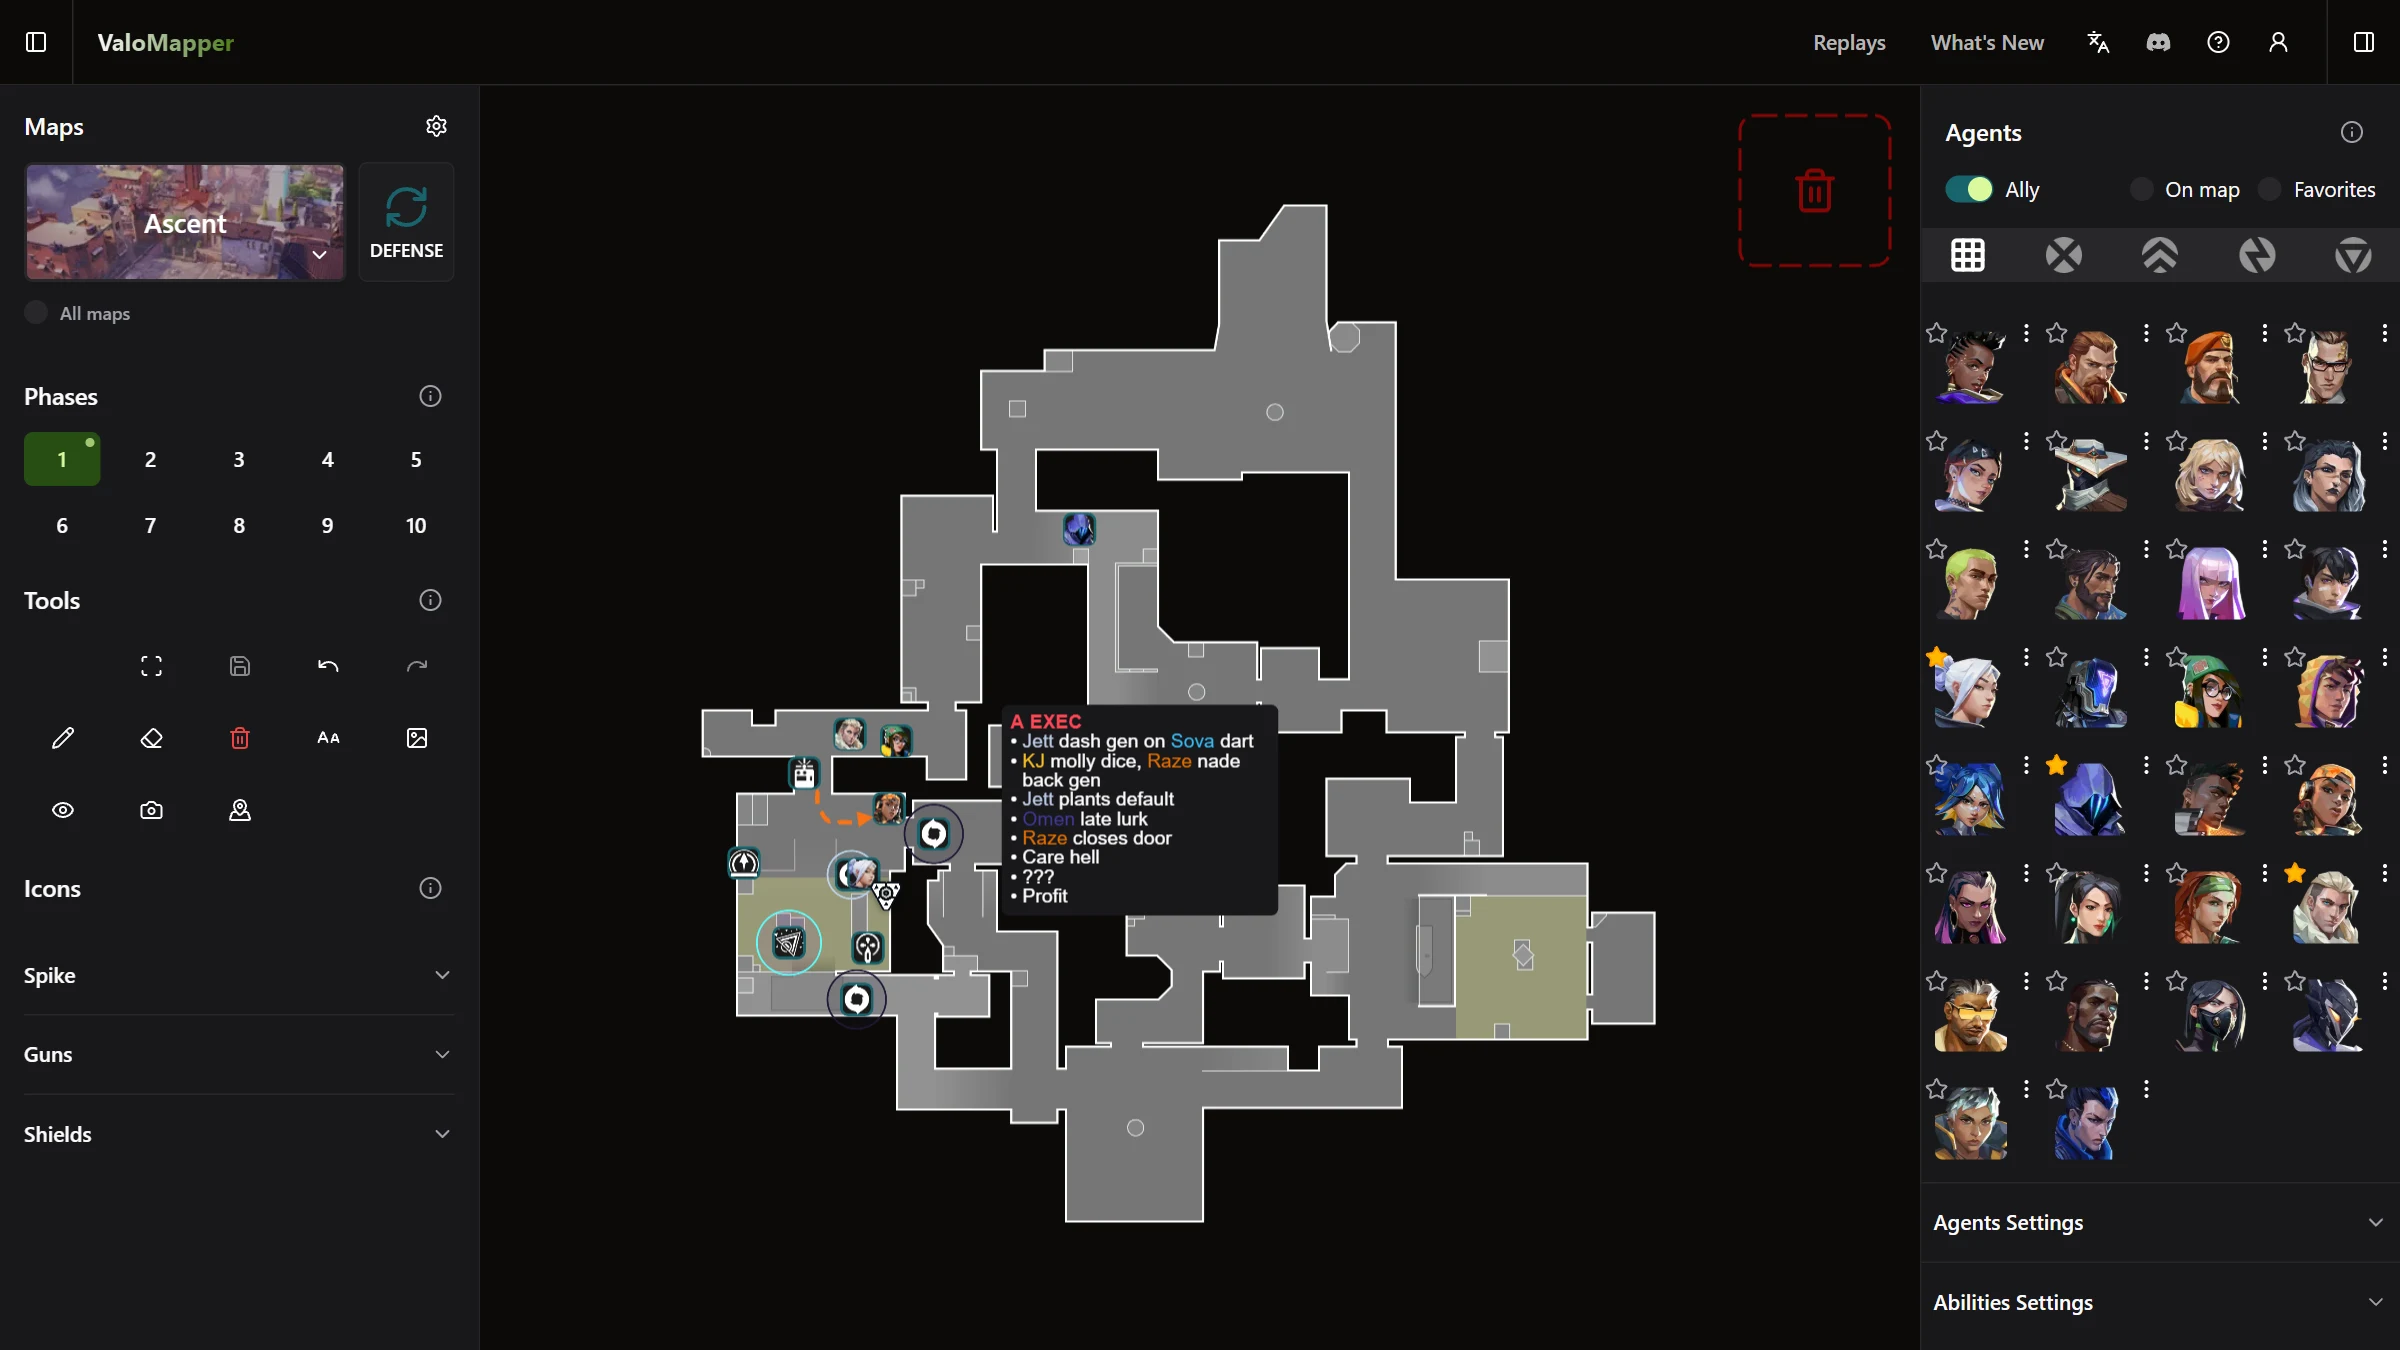 ValoMapper
Replays
What's New
Maps
Ascent
DEFENSE
All maps
Phases
1 2 3 4 5
6 7 8 9 10
Tools
AA
Icons
Spike
Guns
Shields
A EXEC
• Jett dash gen on Sova dart
• KJ molly dice, Raze nade
back gen
• Jett plants default
• Omen late lurk
• Raze closes door
• Care hell
• ???
• Profit
Agents
Ally
On map
Favorites
Agents Settings
Abilities Settings